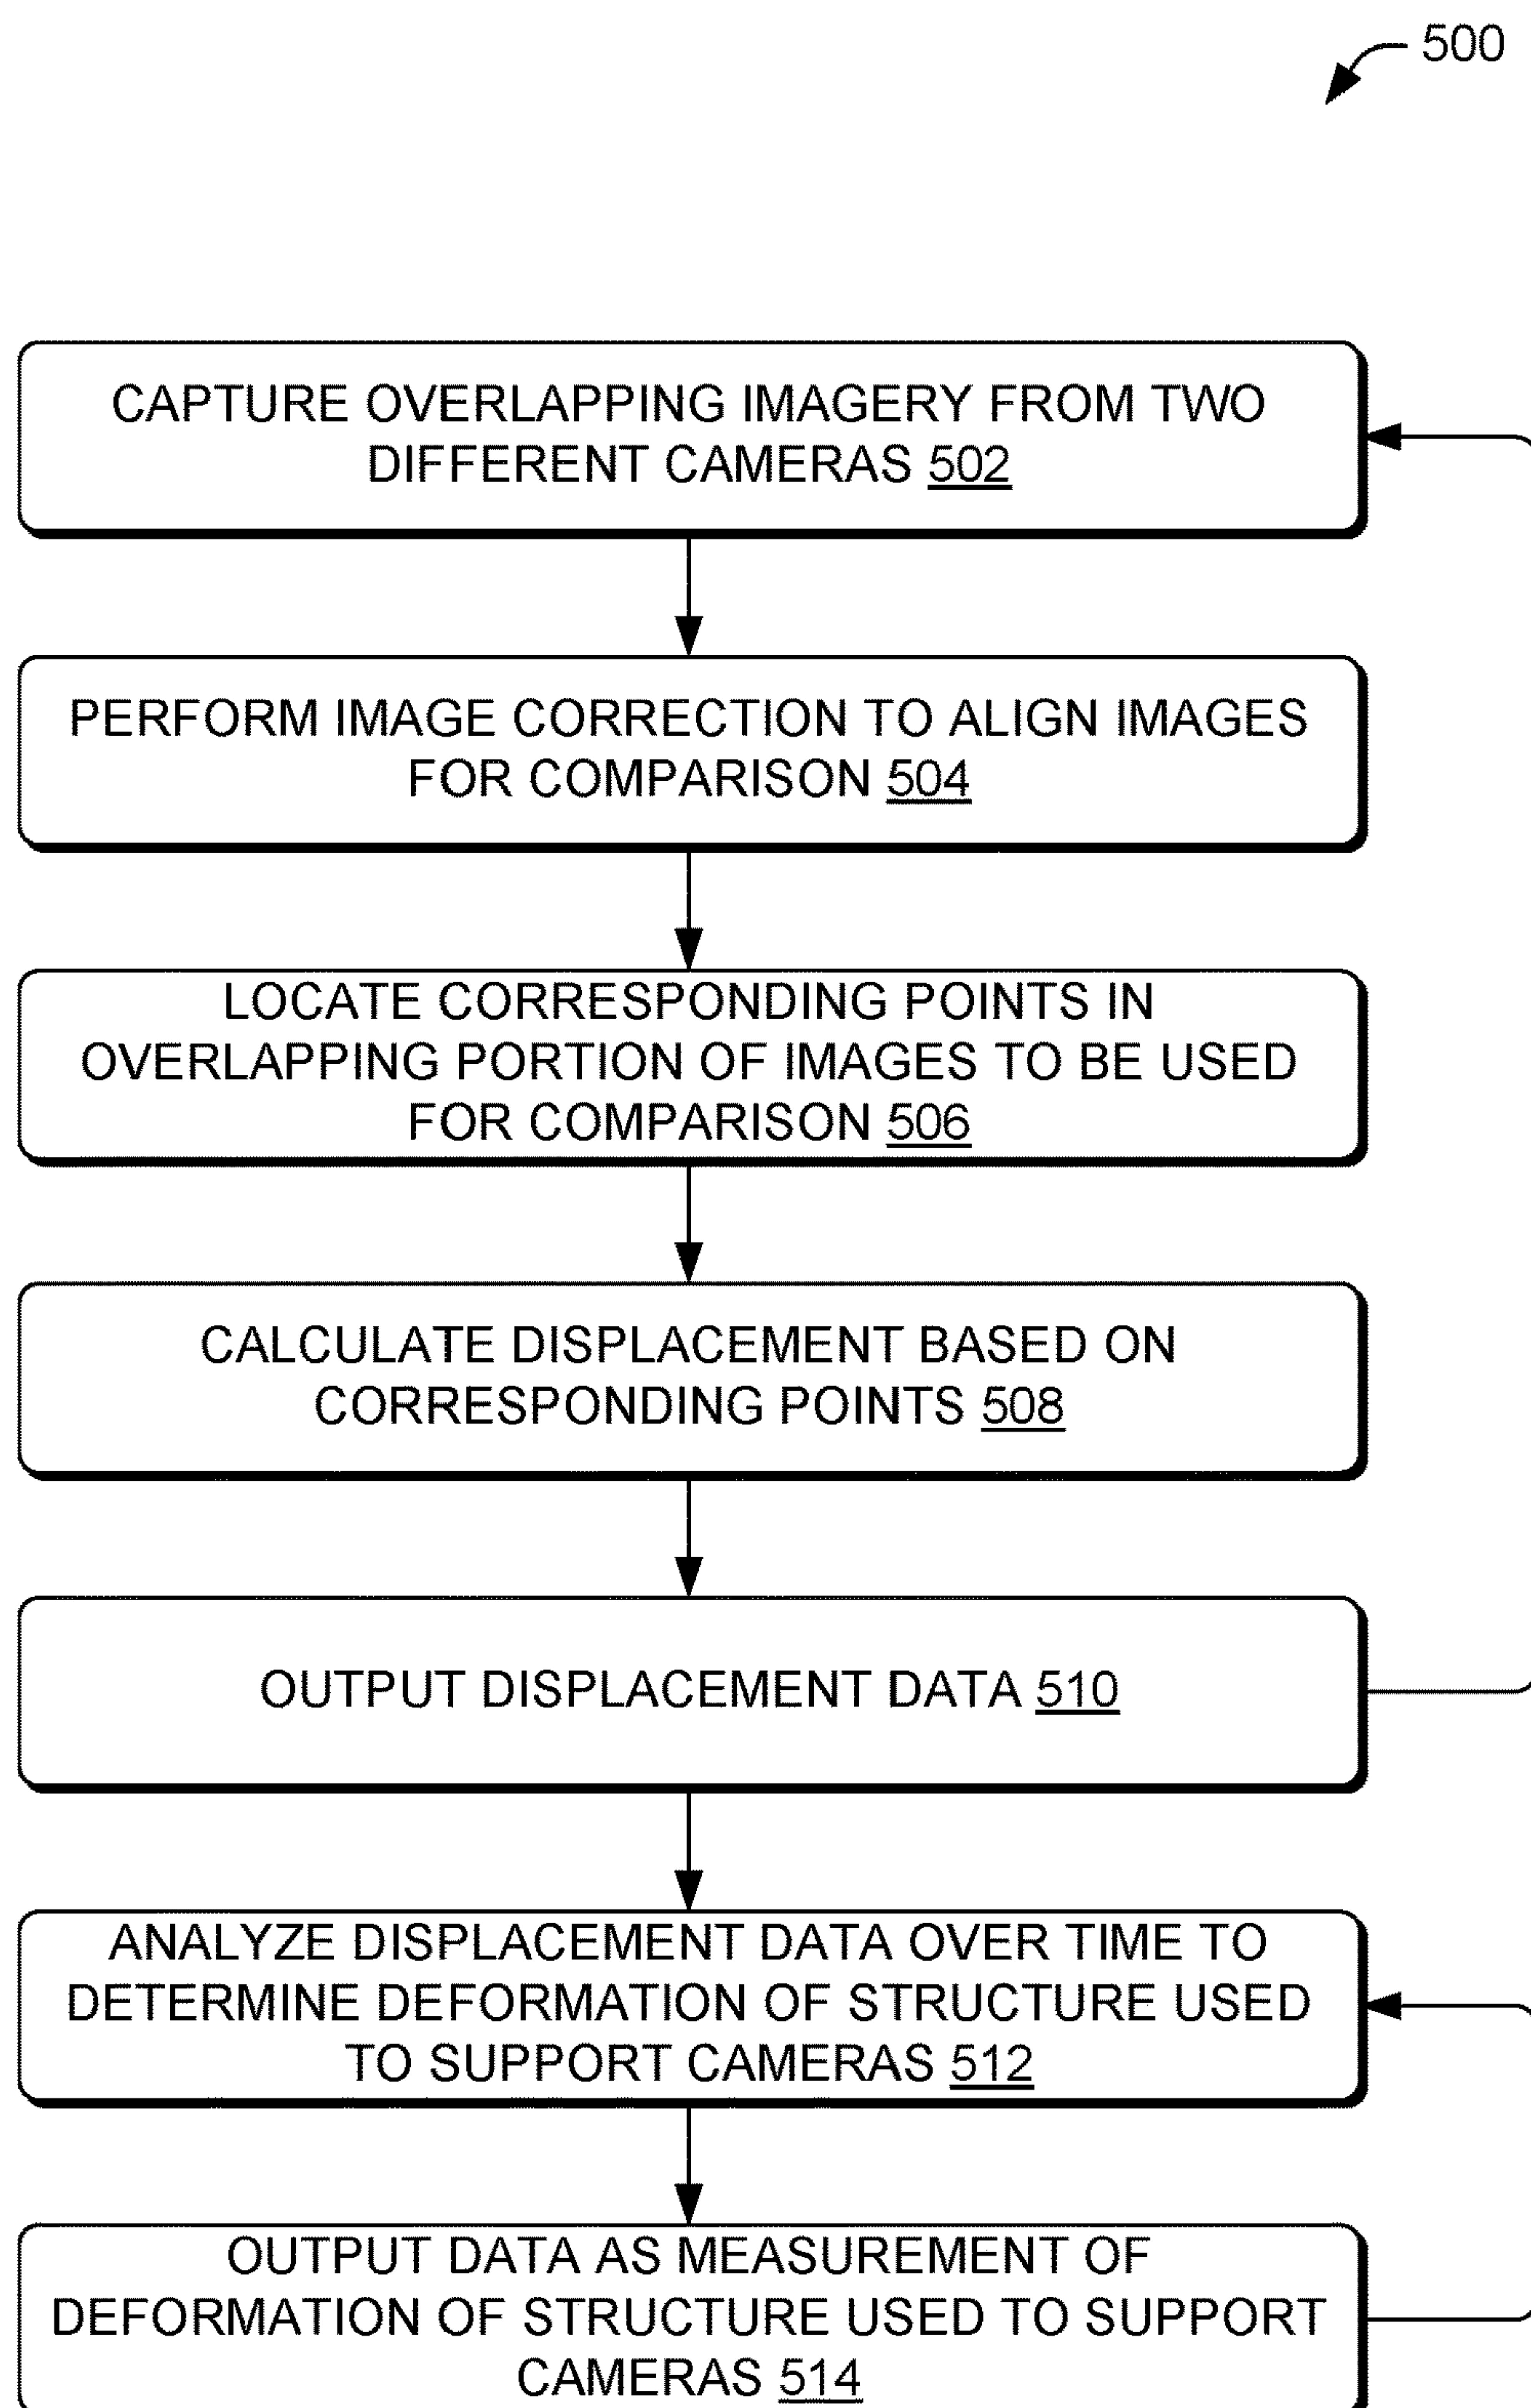 500
CAPTURE OVERLAPPING IMAGERY FROM TWO
DIFFERENT CAMERAS 502
PERFORM IMAGE CORRECTION TO ALIGN IMAGES
FOR COMPARISON 504
LOCATE CORRESPONDING POINTS IN
OVERLAPPING PORTION OF IMAGES TO BE USED
FOR COMPARISON 506
CALCULATE DISPLACEMENT BASED ON
CORRESPONDING POINTS 508
OUTPUT DISPLACEMENT DATA 510
ANALYZE DISPLACEMENT DATA OVER TIME TO
DETERMINE DEFORMATION OF STRUCTURE USED
TO SUPPORT CAMERAS 512
OUTPUT DATA AS MEASUREMENT OF
DEFORMATION OF STRUCTURE USED TO SUPPORT
CAMERAS 514